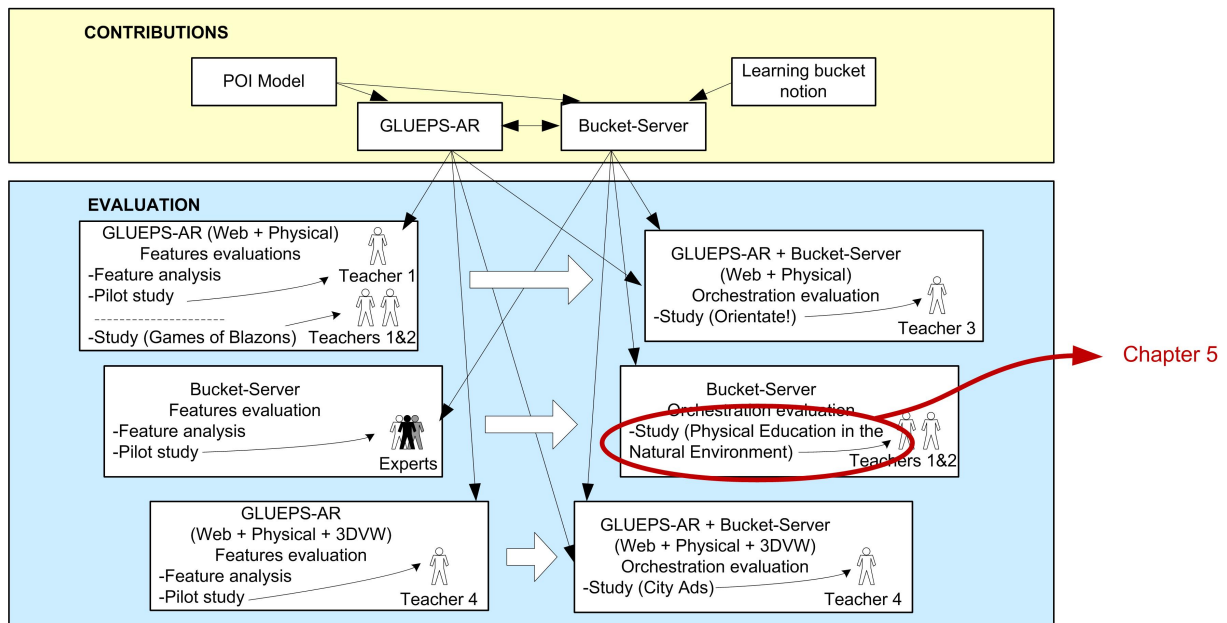 CONTRIBUTIONS
POI Model
Learning bucket
notion
GLUEPS-AR
Bucket-Server
EVALUATION
GLUEPS-AR (Web + Physical)
Features evaluations
-Feature analysis
-Pilot study
Teacher 1
----------------------
-Study (Games of Blazons)
Teachers 1&2
GLUEPS-AR + Bucket-Server
(Web + Physical)
Orchestration evaluation
-Study (Orientate!)
Teacher 3
Bucket-Server
Features evaluation
-Feature analysis
-Pilot study
Experts
Bucket-Server
Orchestration evaluation
-Study (Physical Education in the
Natural Environment)
Teachers 1&2
Chapter 5
GLUEPS-AR
(Web + Physical + 3DVW)
Features evaluation
-Feature analysis
-Pilot study
Teacher 4
GLUEPS-AR + Bucket-Server
(Web + Physical + 3DVW)
Orchestration evaluation
-Study (City Ads)
Teacher 4